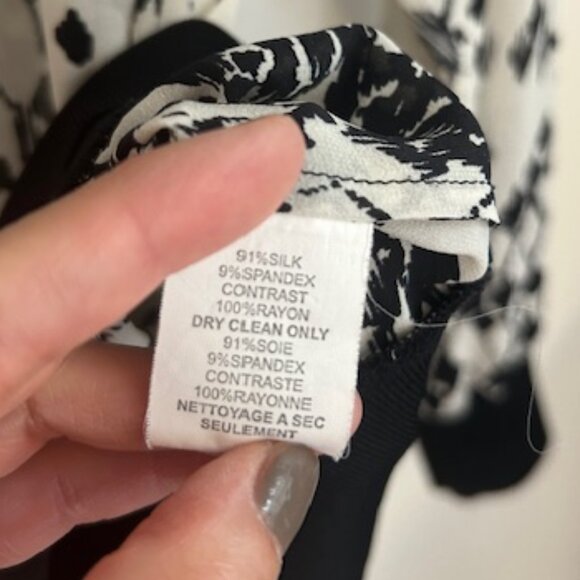 91%SILK
9%SPANDEX
CONTRAST
100%RAYON
DRY CLEAN ONLY
91%SOIE
9%SPANDEX
CONTRASTE
100%RAYONNE
NETTOYAGE A SEC
SEULEMENT